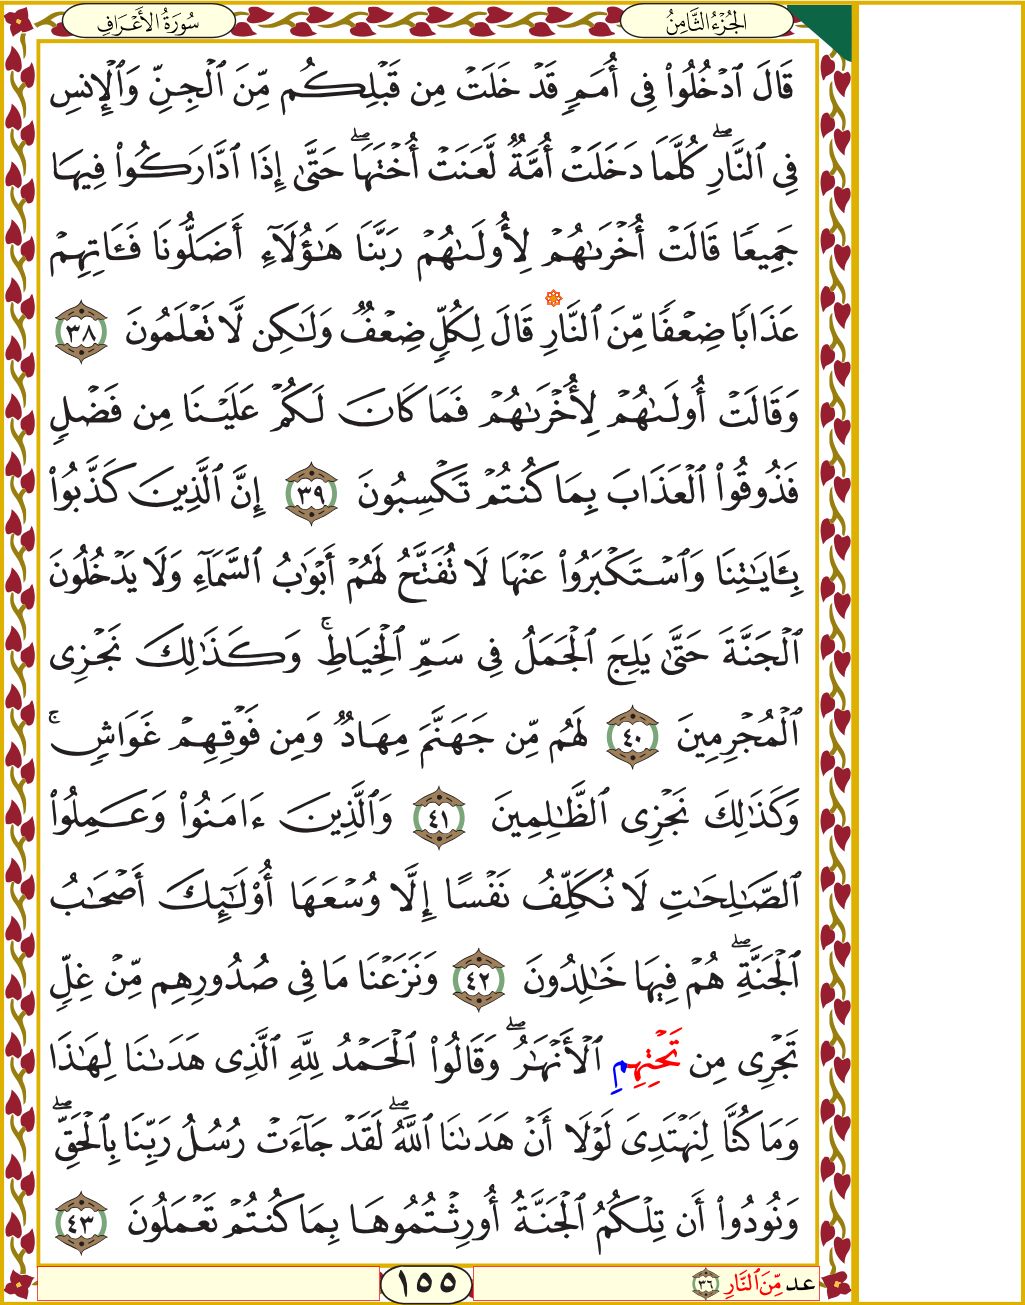 الجُزْءُ الثَّامِنُ
سُورَةُ الأَعْرَافِ
قَالَ ٱدْخُلُوا۟ فِى أُمَمٍ قَدْ خَلَتْ مِن قَبْلِكُم مِّنَ ٱلْجِنِّ وَٱلْإِنسِ
فِى ٱلنَّارِ ۖ كُلَّمَا دَخَلَتْ أُمَّةٌ لَّعَنَتْ أُخْتَهَا ۖ حَتَّىٰ إِذَا ٱدَّارَكُوا۟ فِيهَا
جَمِيعًا قَالَتْ أُخْرَىٰهُمْ لِأُولَىٰهُمْ رَبَّنَا هَٰٓؤُلَآءِ أَضَلُّونَا فَـَٔاتِهِمْ
عَذَابًا ضِعْفًا مِّنَ ٱلنَّارِ قَالَ لِكُلٍّ ضِعْفٌ وَلَٰكِن لَّا تَعْلَمُونَ ٣٨
وَقَالَتْ أُولَىٰهُمْ لِأُخْرَىٰهُمْ فَمَا كَانَ لَكُمْ عَلَيْنَا مِن فَضْلٍ
فَذُوقُوا۟ ٱلْعَذَابَ بِمَا كُنتُمْ تَكْسِبُونَ ٣٩ إِنَّ ٱلَّذِينَ كَذَّبُوا۟
بِـَٔايَٰتِنَا وَٱسْتَكْبَرُوا۟ عَنْهَا لَا تُفَتَّحُ لَهُمْ أَبْوَٰبُ ٱلسَّمَآءِ وَلَا يَدْخُلُونَ
ٱلْجَنَّةَ حَتَّىٰ يَلِجَ ٱلْجَمَلُ فِى سَمِّ ٱلْخِيَاطِ ۚ وَكَذَٰلِكَ نَجْزِى
ٱلْمُجْرِمِينَ ٤٠ لَهُم مِّن جَهَنَّمَ مِهَادٌ وَمِن فَوْقِهِمْ غَوَاشٍ ۚ
وَكَذَٰلِكَ نَجْزِى ٱلظَّٰلِمِينَ ٤١ وَٱلَّذِينَ ءَامَنُوا۟ وَعَمِلُوا۟
ٱلصَّٰلِحَٰتِ لَا نُكَلِّفُ نَفْسًا إِلَّا وُسْعَهَا أُو۟لَٰٓئِكَ أَصْحَٰبُ
ٱلْجَنَّةِ ۖ هُمْ فِيهَا خَٰلِدُونَ ٤٢ وَنَزَعْنَا مَا فِى صُدُورِهِم مِّنْ غِلٍّ
تَجْرِى مِن تَحْتِهِمِ ٱلْأَنْهَٰرُ ۖ وَقَالُوا۟ ٱلْحَمْدُ لِلَّهِ ٱلَّذِى هَدَىٰنَا لِهَٰذَا
وَمَا كُنَّا لِنَهْتَدِىَ لَوْلَا أَنْ هَدَىٰنَا ٱللَّهُ ۖ لَقَدْ جَآءَتْ رُسُلُ رَبِّنَا بِٱلْحَقِّ ۖ
وَنُودُوا۟ أَن تِلْكُمُ ٱلْجَنَّةُ أُورِثْتُمُوهَا بِمَا كُنتُمْ تَعْمَلُونَ ٤٣
عد مِّنَ ٱلنَّارِ ٣٦
١٥٥